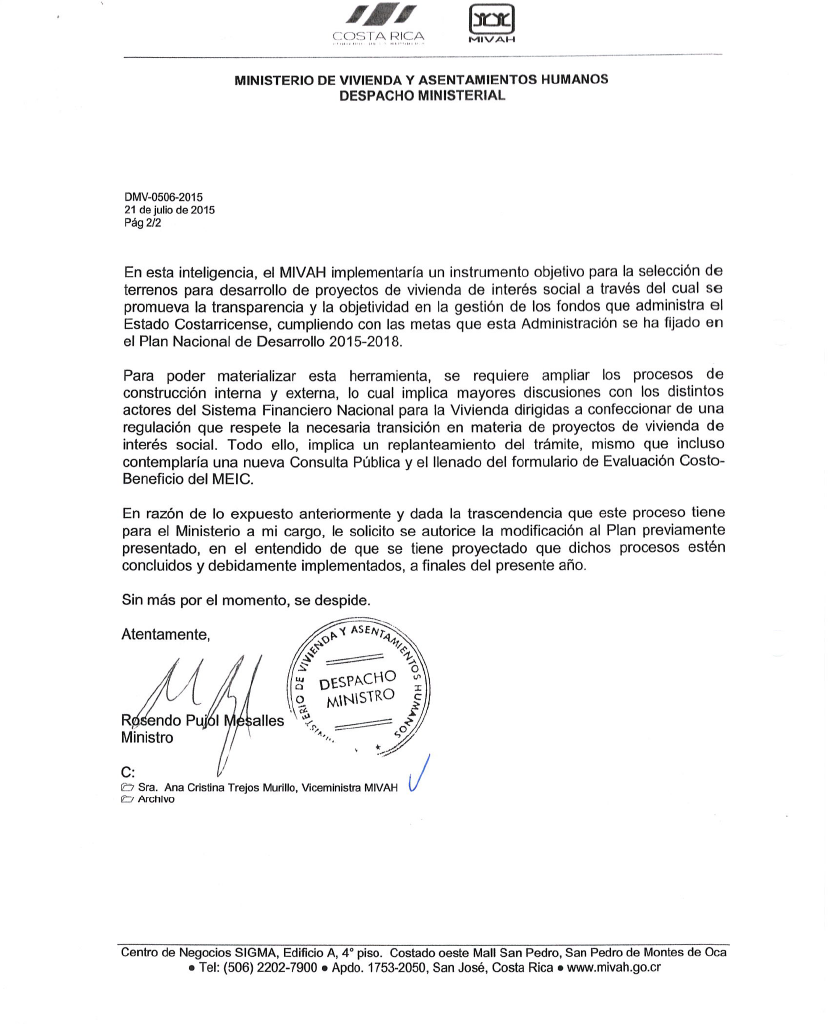 COSTA RICA
MIVAH
MINISTERIO DE VIVIENDA Y ASENTAMIENTOS HUMANOS
DESPACHO MINISTERIAL
DMV-0506-2015
21 de julio de 2015
Pág 2/2
En esta inteligencia, el MIVAH implementaría un instrumento objetivo para la selección de
terrenos para desarrollo de proyectos de vivienda de interés social a través del cual se
promueva la transparencia y la objetividad en la gestión de los fondos que administra el
Estado Costarricense, cumpliendo con las metas que esta Administración se ha fijado en
el Plan Nacional de Desarrollo 2015-2018.
Para poder materializar esta herramienta, se requiere ampliar los procesos de
construcción interna y externa, lo cual implica mayores discusiones con los distintos
actores del Sistema Financiero Nacional para la Vivienda dirigidas a confeccionar de una
regulación que respete la necesaria transición en materia de proyectos de vivienda de
interés social. Todo ello, implica un replanteamiento del trámite, mismo que incluso
contemplaría una nueva Consulta Pública y el llenado del formulario de Evaluación Costo-
Beneficio del MEIC.
En razón de lo expuesto anteriormente y dada la trascendencia que este proceso tiene
para el Ministerio a mi cargo, le solicito se autorice la modificación al Plan previamente
presentado, en el entendido de que se tiene proyectado que dichos procesos estén
concluidos y debidamente implementados, a finales del presente año.
Sin más por el momento, se despide.
Atentamente,
MINISTERIO DE VIVIENDA Y ASENTAMIENTOS HUMANOS
DESPACHO
MINISTRO
Rosendo Pujol Mesalles
Ministro
C:
Sra. Ana Cristina Trejos Murillo, Viceministra MIVAH
Archivo
Centro de Negocios SIGMA, Edificio A, 4° piso. Costado oeste Mall San Pedro, San Pedro de Montes de Oca
• Tel: (506) 2202-7900 • Apdo. 1753-2050, San José, Costa Rica • www.mivah.go.cr